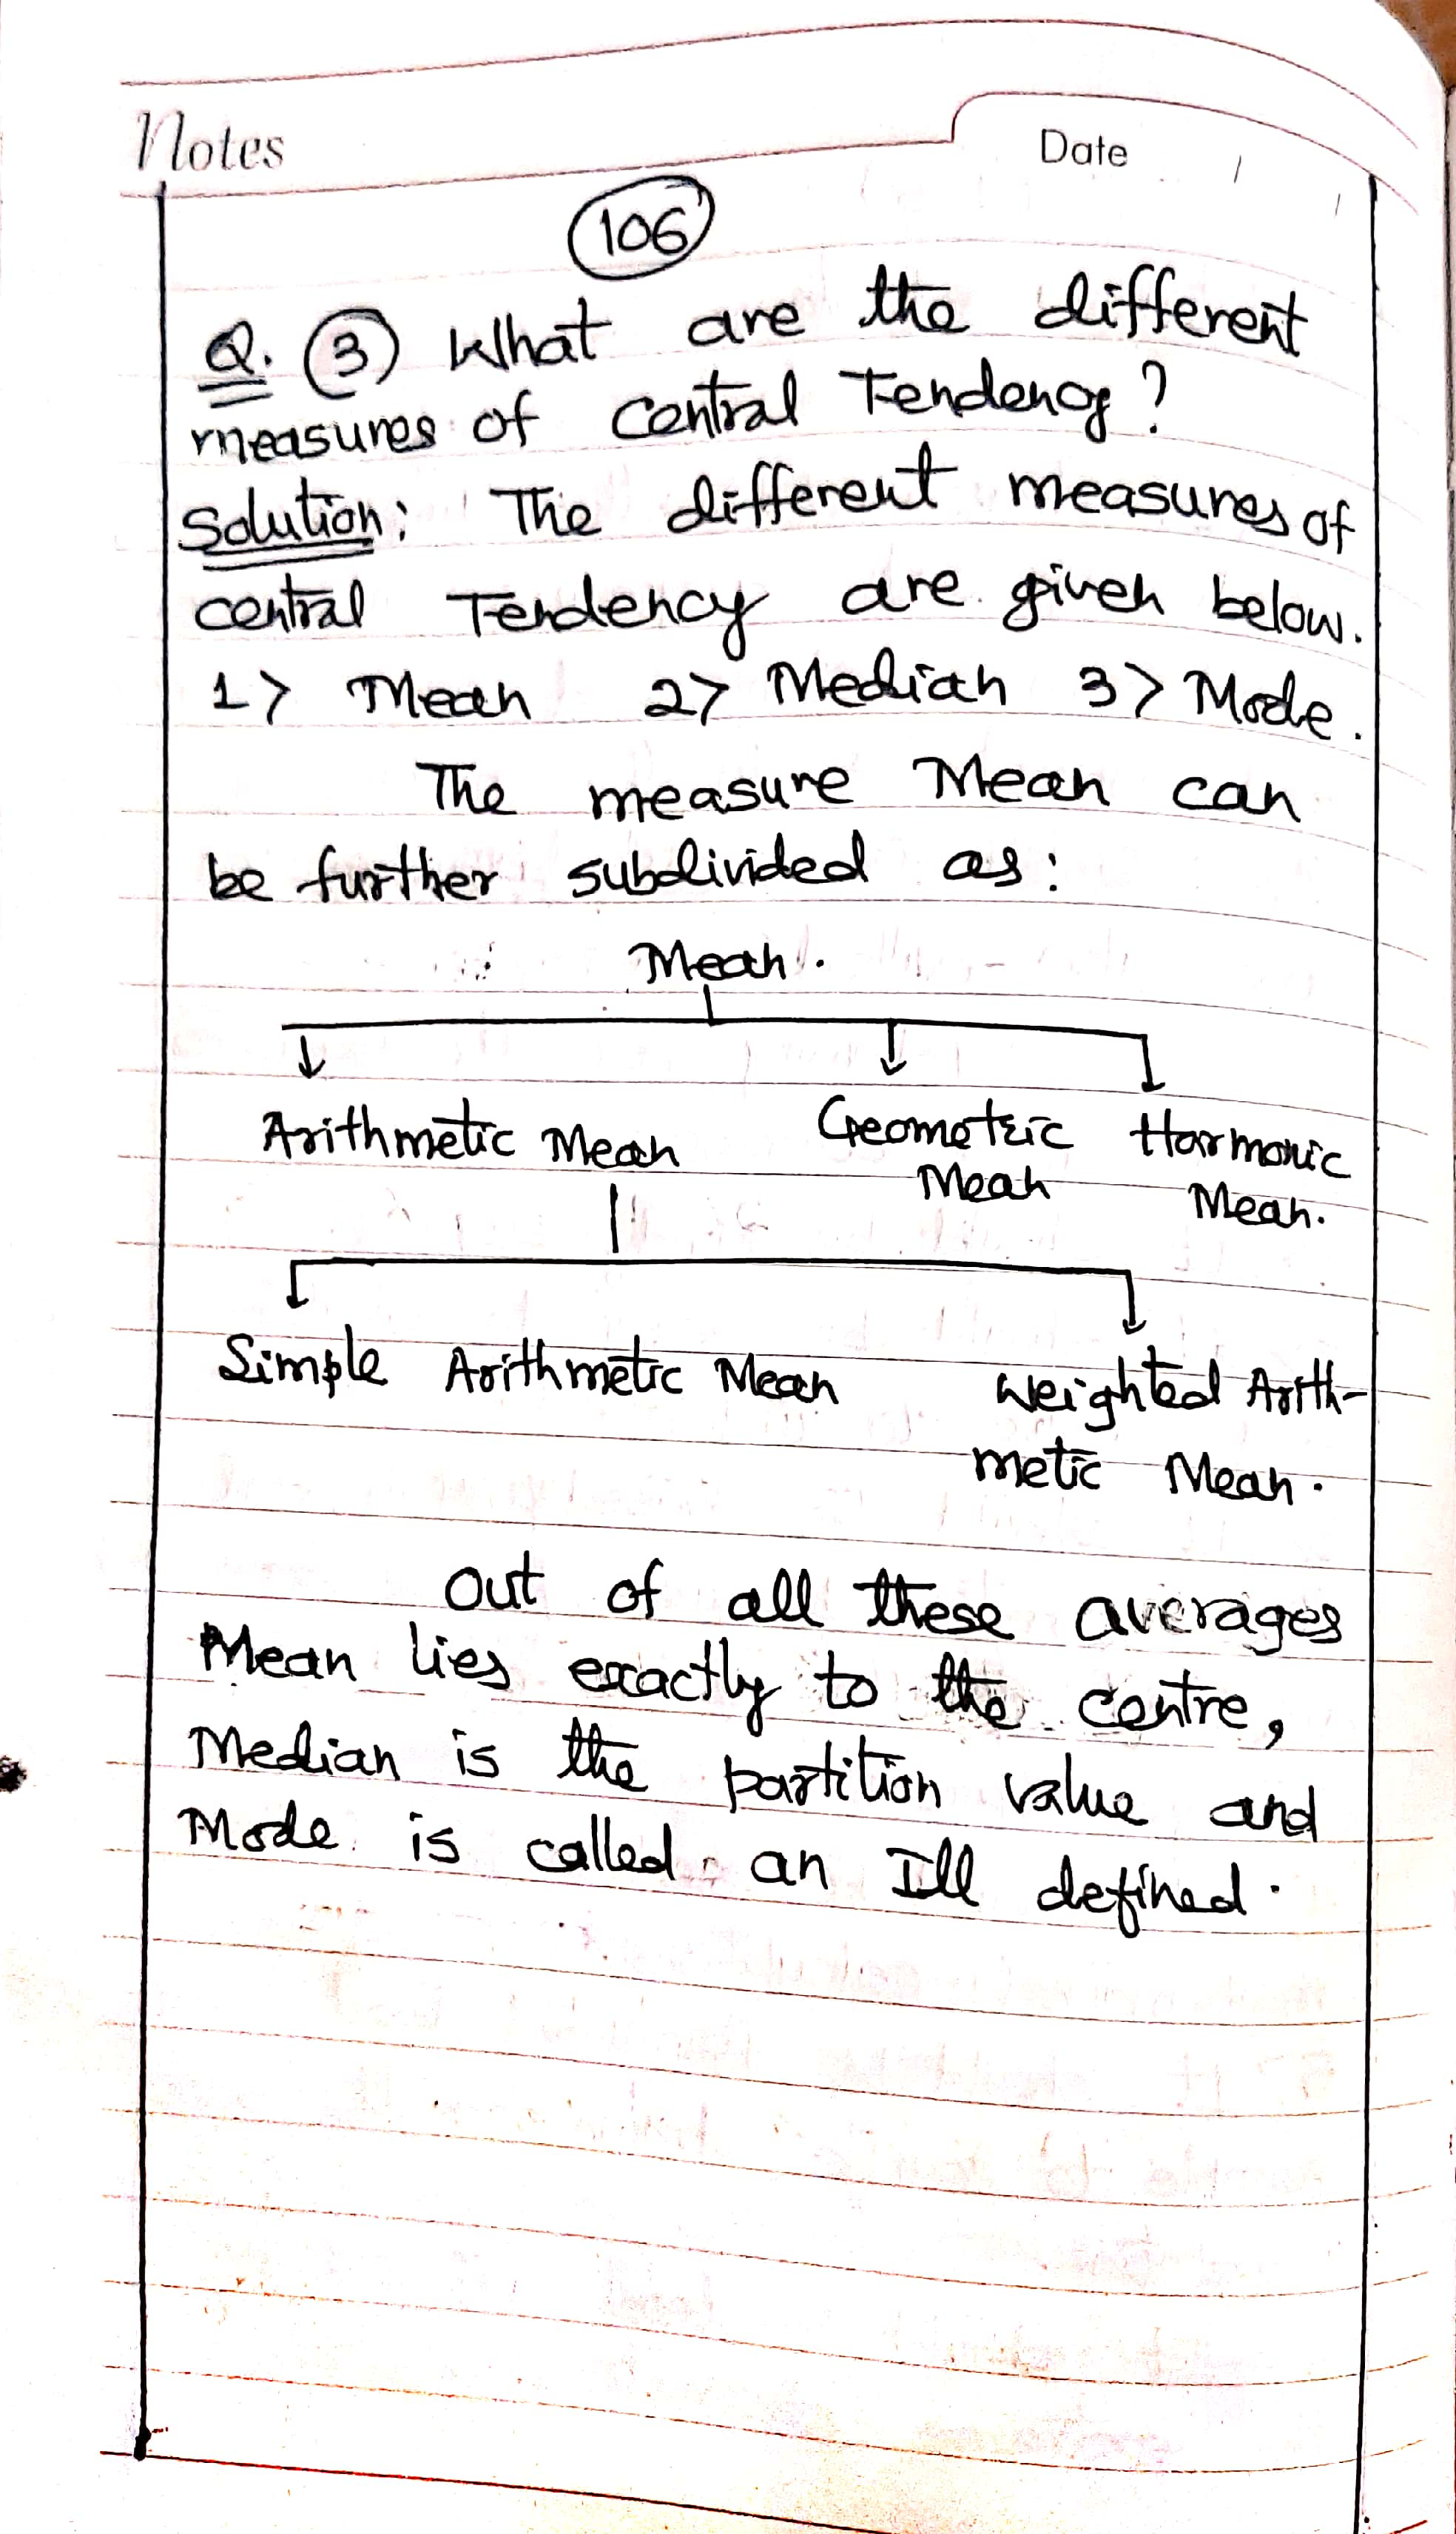 Notes
Date / /
106
Q. 3 What are the different
measures of Central Tendency?
Solution: The different measures of
central Tendency are given below.
1> Mean 2> Median 3> Mode.
The measure Mean can
be further subdivided as:
Mean.
Arithmetic Mean Geometric Harmonic
Mean Mean.
Simple Arithmetic Mean Weighted Arith-
metic Mean.
Out of all these averages
Mean lies exactly to the centre,
Median is the partition value and
Mode is called an Ill defined.